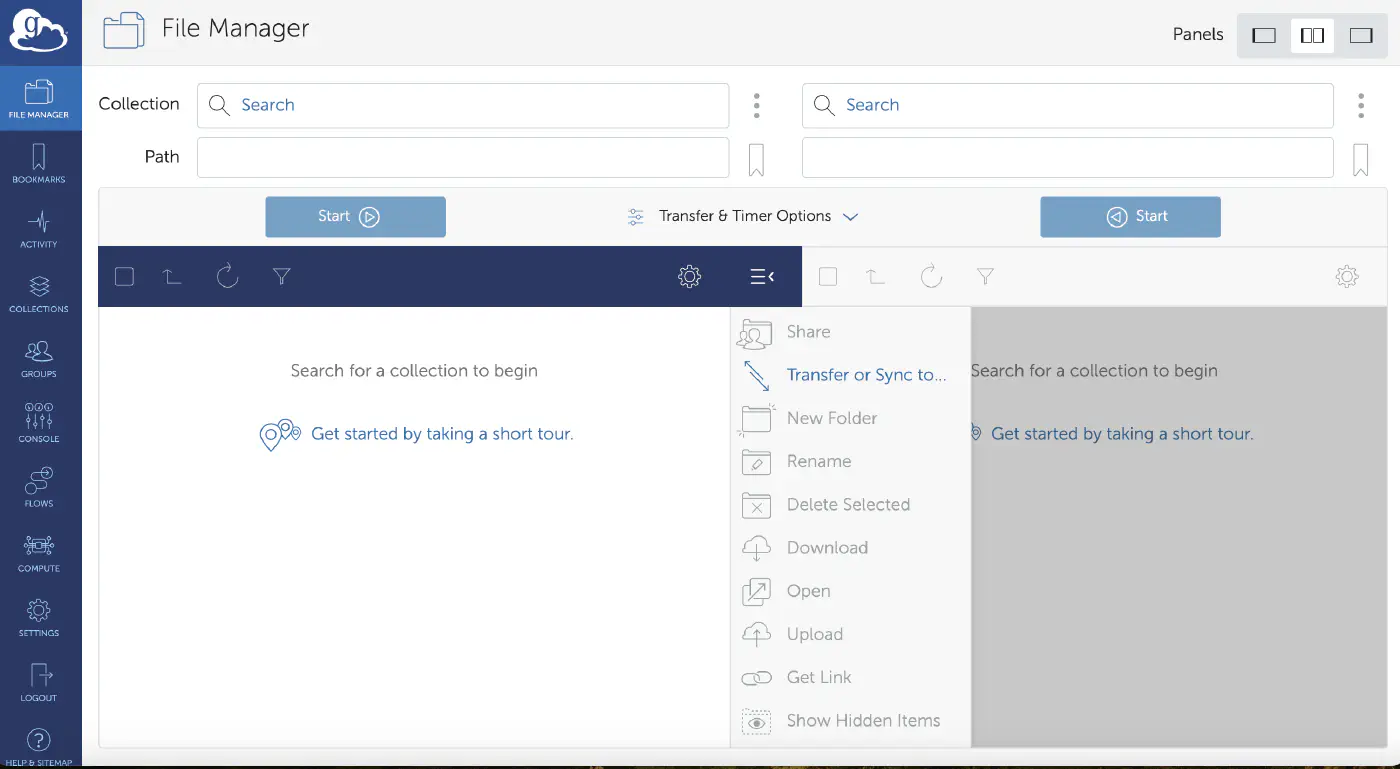 g
File Manager
Panels
FILE MANAGER
BOOKMARKS
ACTIVITY
COLLECTIONS
GROUPS
CONSOLE
FLOWS
COMPUTE
SETTINGS
LOGOUT
HELP & SITEMAP
Collection
Search
Search
Path
Start
Transfer & Timer Options
Start
Search for a collection to begin
Get started by taking a short tour.
Share
Transfer or Sync to...
New Folder
Rename
Delete Selected
Download
Open
Upload
Get Link
Show Hidden Items
Search for a collection to begin
Get started by taking a short tour.